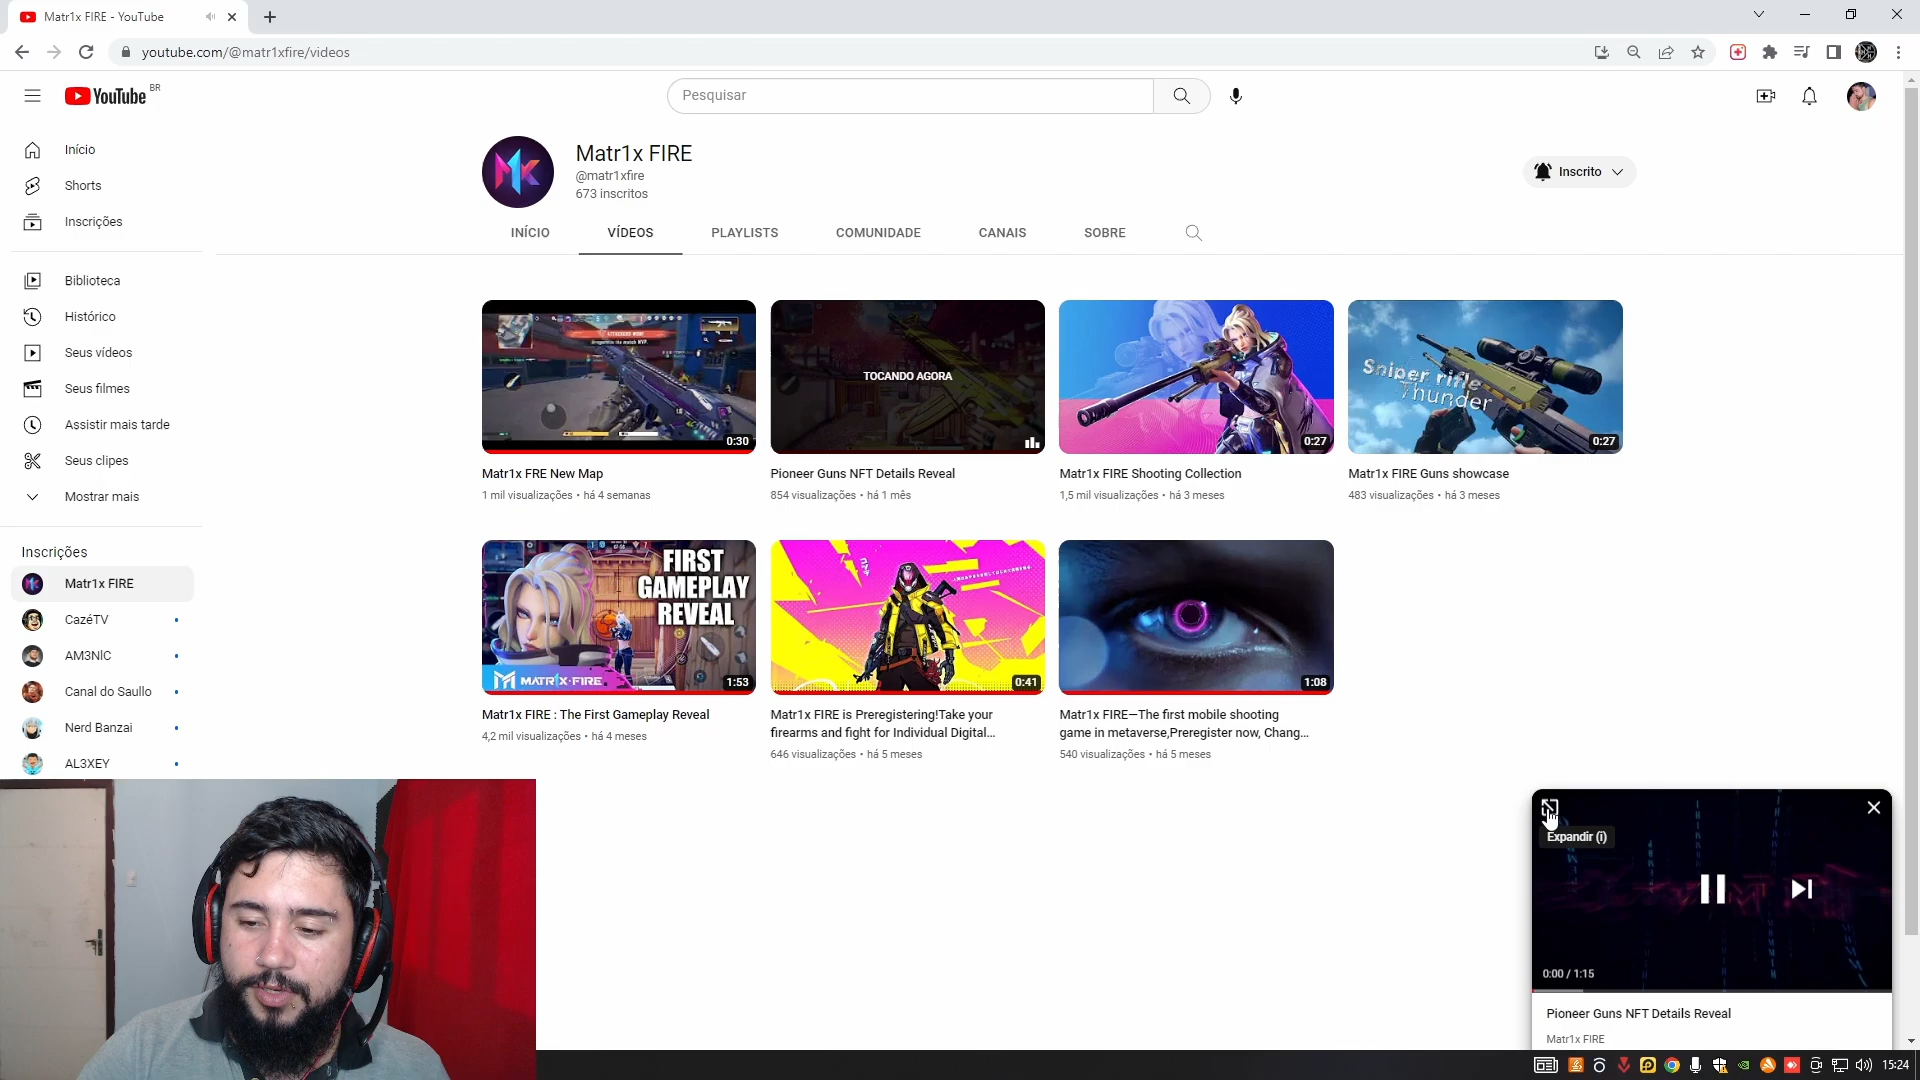 Matr1x FIRE - YouTube
youtube.com/@matr1xfire/videos
YouTube BR
Pesquisar
Início
Shorts
Inscrições
Biblioteca
Histórico
Seus vídeos
Seus filmes
Assistir mais tarde
Seus clipes
Mostrar mais
Inscrições
Matr1x FIRE
CazéTV
AM3NlC
Canal do Saullo
Nerd Banzai
AL3XEY
Matr1x FIRE
@matr1xfire
673 inscritos
Inscrito
INÍCIO
VÍDEOS
PLAYLISTS
COMUNIDADE
CANAIS
SOBRE
0:30
Matr1x FRE New Map
1 mil visualizações • há 4 semanas
TOCANDO AGORA
Pioneer Guns NFT Details Reveal
854 visualizações • há 1 mês
0:27
Matr1x FIRE Shooting Collection
1,5 mil visualizações • há 3 meses
Sniper rifle
Thunder
0:27
Matr1x FIRE Guns showcase
483 visualizações • há 3 meses
FIRST
GAMEPLAY
REVEAL
MATR1X·FIRE
1:53
Matr1x FIRE : The First Gameplay Reveal
4,2 mil visualizações • há 4 meses
0:41
Matr1x FIRE is Preregistering!Take your
firearms and fight for Individual Digital...
646 visualizações • há 5 meses
1:08
Matr1x FIRE—The first mobile shooting
game in metaverse,Preregister now, Chang...
540 visualizações • há 5 meses
Expandir (i)
0:00 / 1:15
Pioneer Guns NFT Details Reveal
Matr1x FIRE
15:24